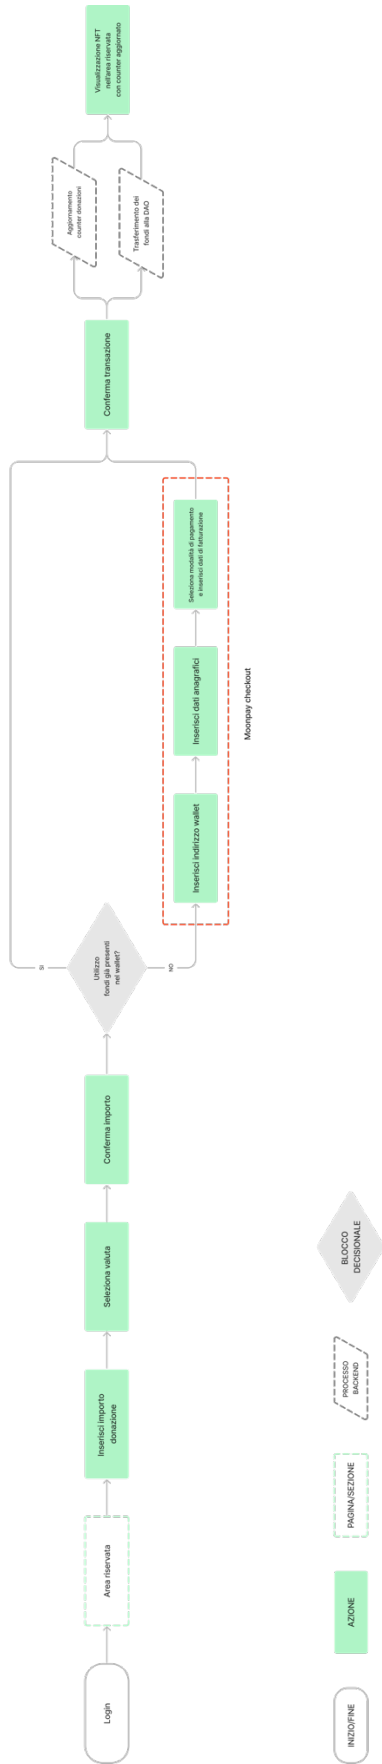 Login
Area riservata
Inserisci importo
donazione
Seleziona valuta
Conferma importo
Utilizzo
fondi già presenti
nel wallet?
SI
NO
Inserisci indirizzo wallet
Inserisci dati anagrafici
Seleziona modalità di pagamento
e inserisci dati di fatturazione
Moonpay checkout
Conferma transazione
Aggiornamento
counter donazioni
Trasferimento dei
fondi alla DAO
Visualizzazione NFT
nell'area riservata
con counter aggiornato
INIZIO/FINE
AZIONE
PAGINA/SEZIONE
PROCESSO
BACKEND
BLOCCO
DECISIONALE